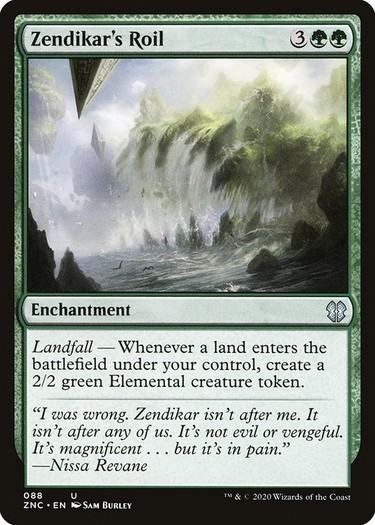 Zendikar's Roil 3
Enchantment
Landfall — Whenever a land enters the
battlefield under your control, create a
2/2 green Elemental creature token.
“I was wrong. Zendikar isn't after me. It
isn't after any of us. It's not evil or vengeful.
It's magnificent . . . but it's in pain.”
—Nissa Revane
088 U
ZNC • EN Sam Burley
™ & © 2020 Wizards of the Coast